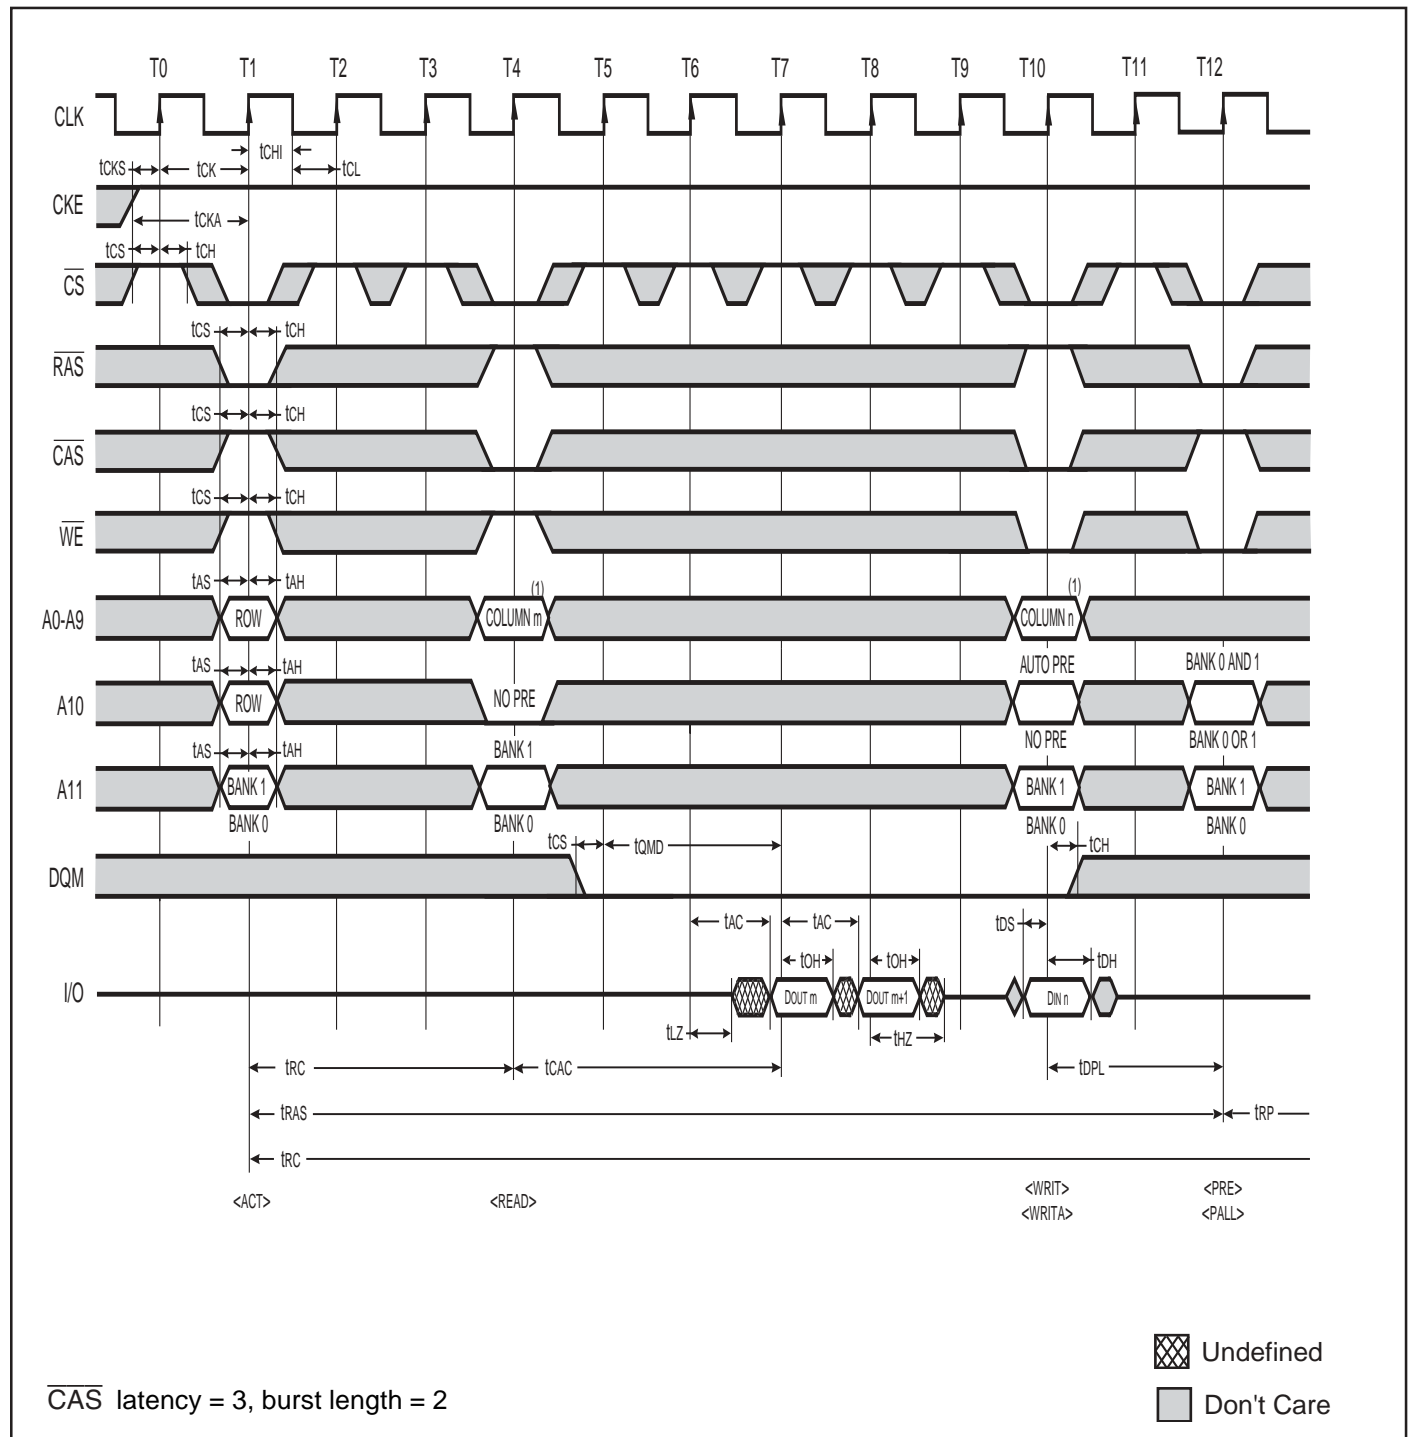 T0 T1 T2 T3 T4 T5 T6 T7 T8 T9 T10 T11 T12
CLK
tCHI
tCKS tCK tCL
CKE
tCKA
tCS tCH
CS
tCS tCH
RAS
tCS tCH
CAS
tCS tCH
WE
tAS tAH
(1) (1)
A0-A9 ROW COLUMN m COLUMN n
tAS tAH AUTO PRE BANK 0 AND 1
A10 ROW NO PRE
NO PRE BANK 0 OR 1
tAS tAH BANK 1
A11 BANK 1 BANK 1 BANK 1
BANK 0 BANK 0 BANK 0 BANK 0
tCS tQMD tCH
DQM
tAC tAC tDS
tOH tOH tDH
I/O DOUT m DOUT m+1 DIN n
tLZ tHZ
tRC tCAC tDPL
tRAS tRP
tRC
<ACT> <READ> <WRIT> <PRE>
<WRITA> <PALL>
Undefined
CAS latency = 3, burst length = 2
Don't Care